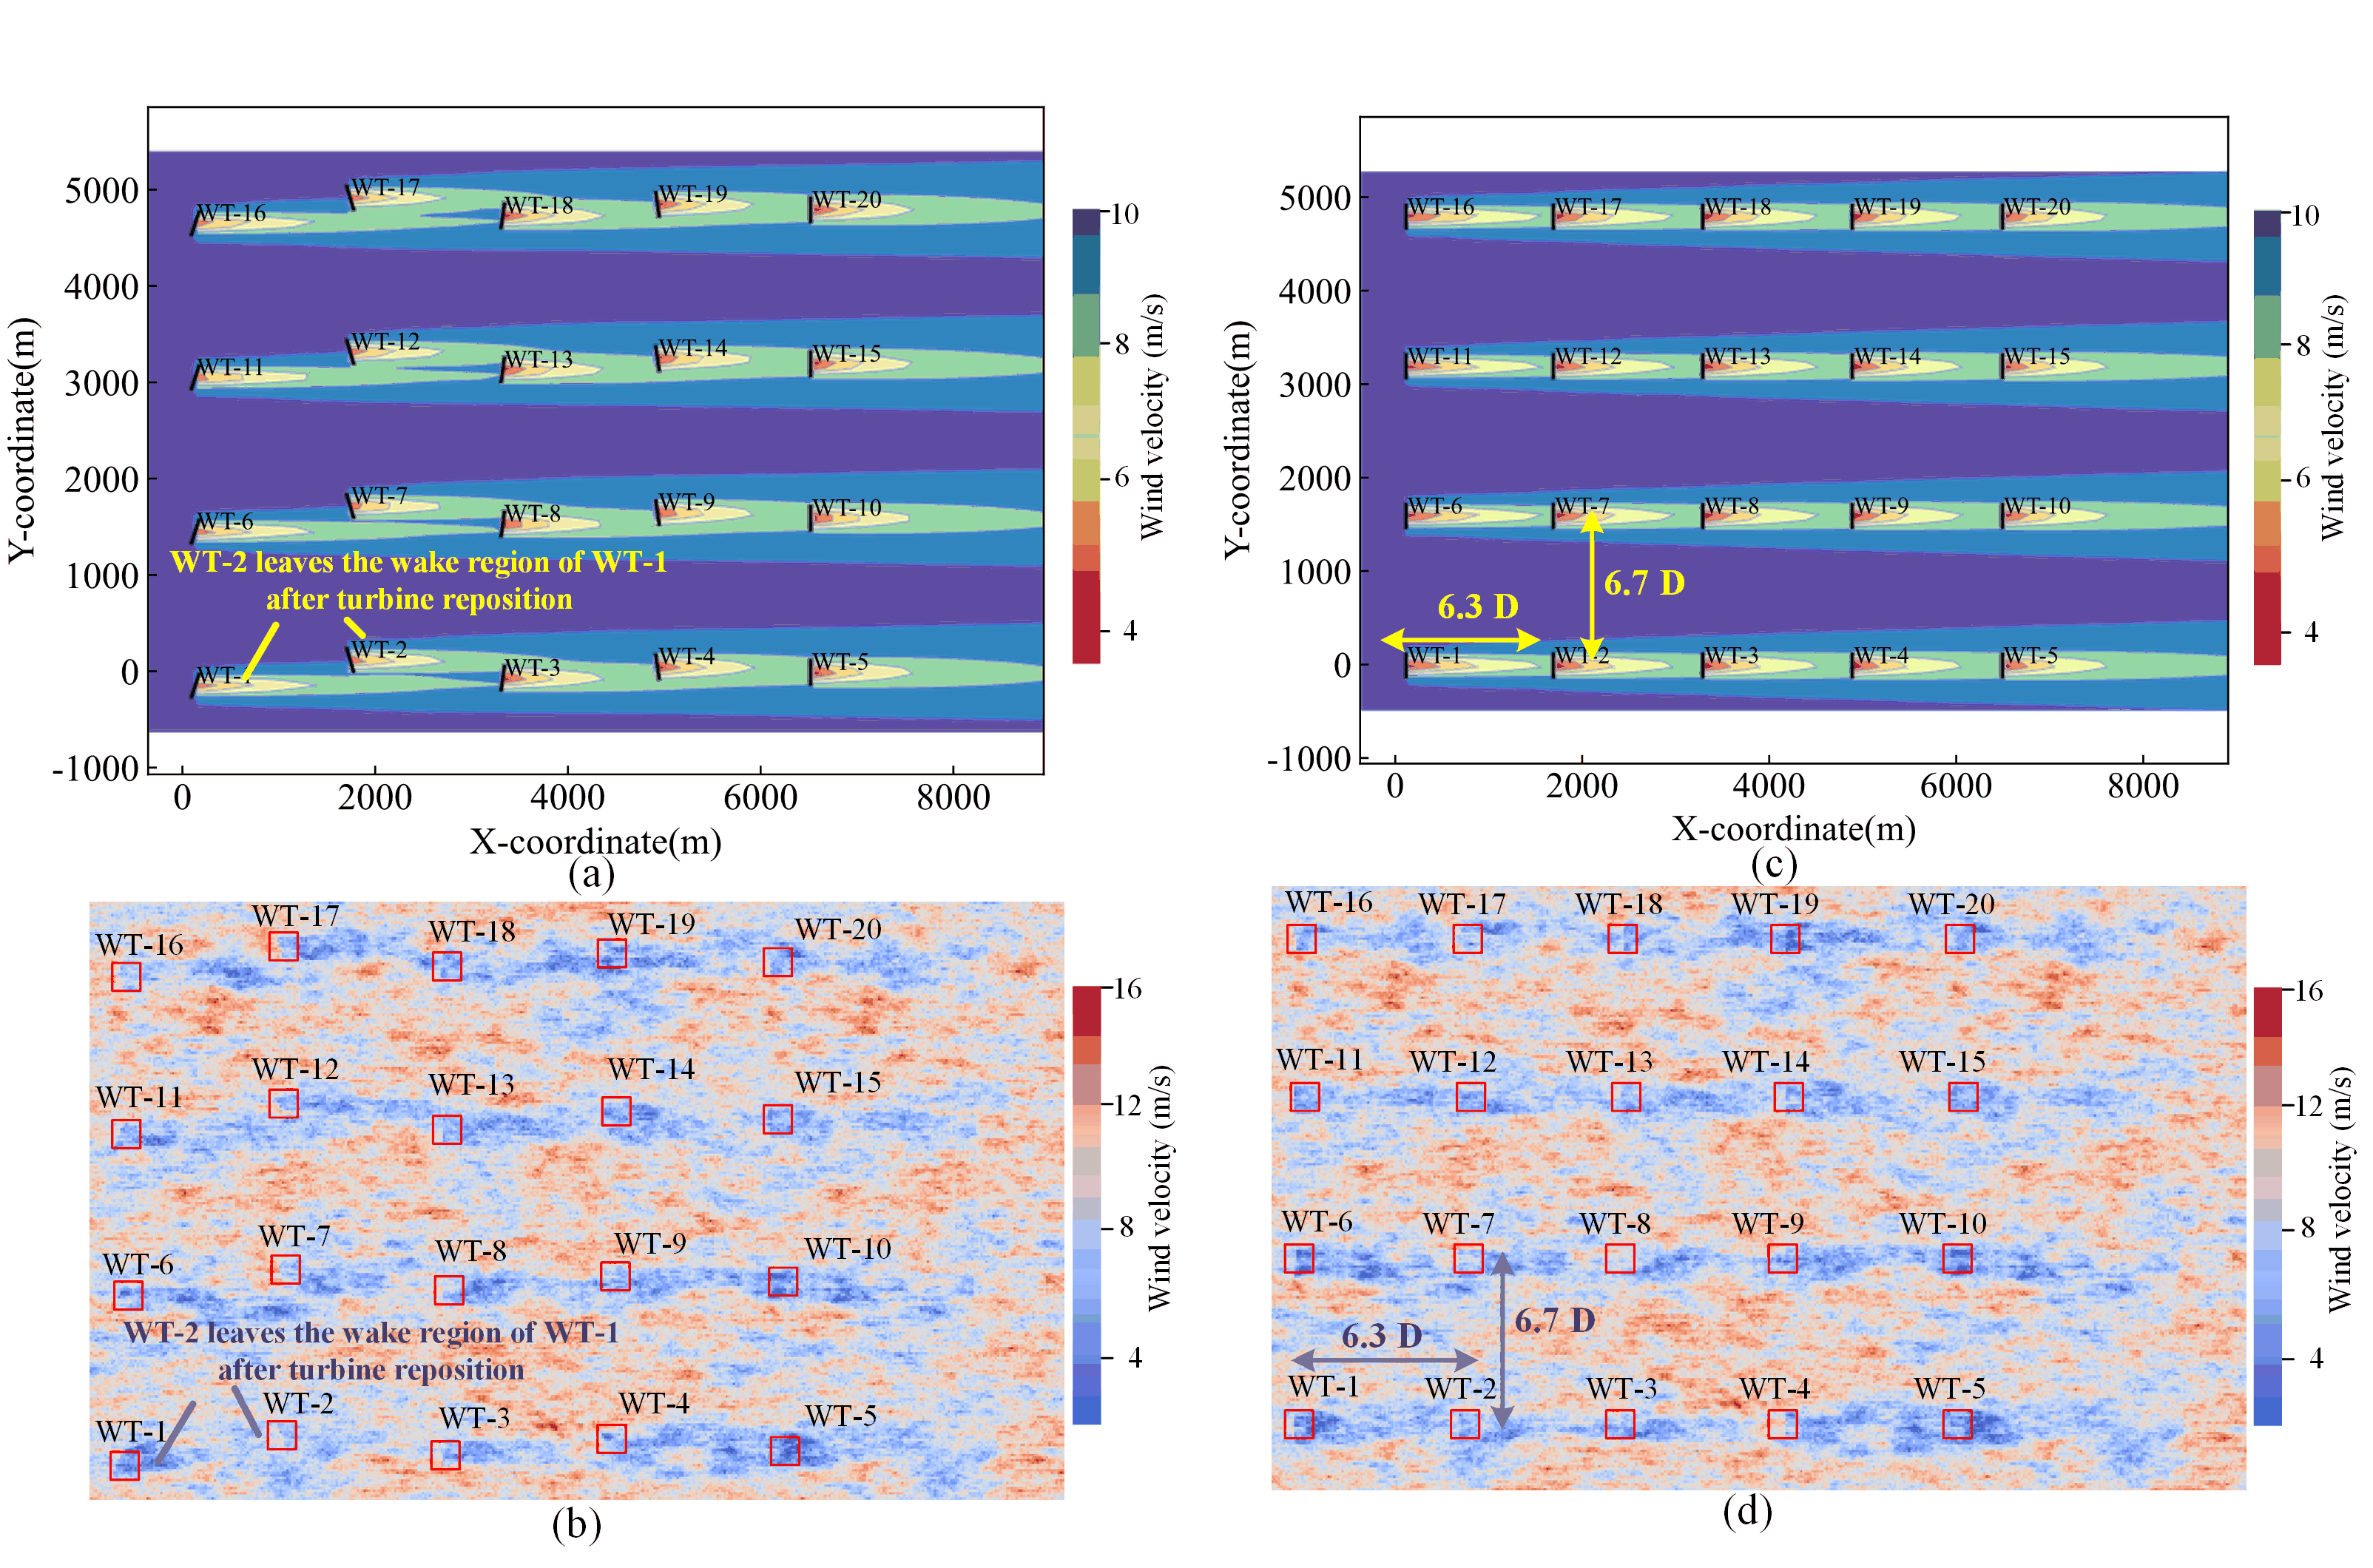 5000
4000
3000
2000
1000
0
-1000
Y-coordinate(m)
0
2000
4000
6000
8000
X-coordinate(m)
(a)
WT-16
WT-17
WT-18
WT-19
WT-20
WT-11
WT-12
WT-13
WT-14
WT-15
WT-6
WT-7
WT-8
WT-9
WT-10
WT-2 leaves the wake region of WT-1
after turbine reposition
WT-1
WT-2
WT-3
WT-4
WT-5
10
8
6
4
Wind velocity (m/s)
5000
4000
3000
2000
1000
0
-1000
Y-coordinate(m)
0
2000
4000
6000
8000
X-coordinate(m)
(c)
WT-16
WT-17
WT-18
WT-19
WT-20
WT-11
WT-12
WT-13
WT-14
WT-15
WT-6
WT-7
WT-8
WT-9
WT-10
6.3 D
6.7 D
WT-1
WT-2
WT-3
WT-4
WT-5
10
8
6
4
Wind velocity (m/s)
WT-16
WT-17
WT-18
WT-19
WT-20
WT-11
WT-12
WT-13
WT-14
WT-15
WT-6
WT-7
WT-8
WT-9
WT-10
WT-2 leaves the wake region of WT-1
after turbine reposition
WT-1
WT-2
WT-3
WT-4
WT-5
16
12
8
4
Wind velocity (m/s)
(b)
WT-16
WT-17
WT-18
WT-19
WT-20
WT-11
WT-12
WT-13
WT-14
WT-15
WT-6
WT-7
WT-8
WT-9
WT-10
6.3 D
6.7 D
WT-1
WT-2
WT-3
WT-4
WT-5
16
12
8
4
Wind velocity (m/s)
(d)